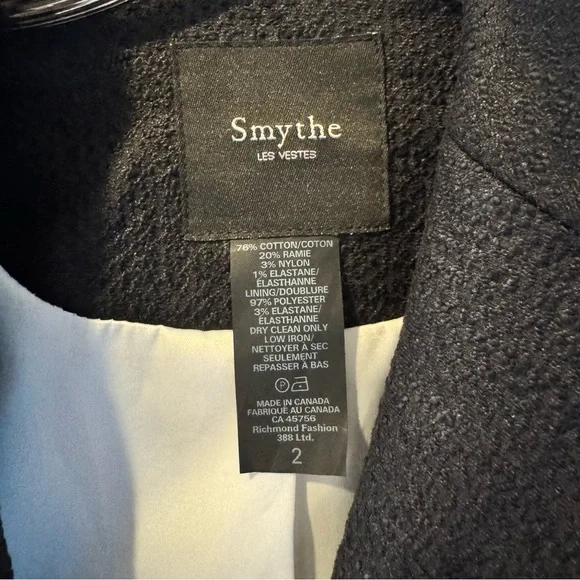 Smythe
LES VESTES
76% COTTON/COTON
20% RAMIE
3% NYLON
1% ELASTANE/
ÉLASTHANNE
LINING/DOUBLURE
97% POLYESTER
3% ELASTANE/
ÉLASTHANNE
DRY CLEAN ONLY
LOW IRON/
NETTOYER À SEC
SEULEMENT
REPASSER À BAS
P
MADE IN CANADA
FABRIQUE AU CANADA
CA 45756
Richmond Fashion
388 Ltd.
2